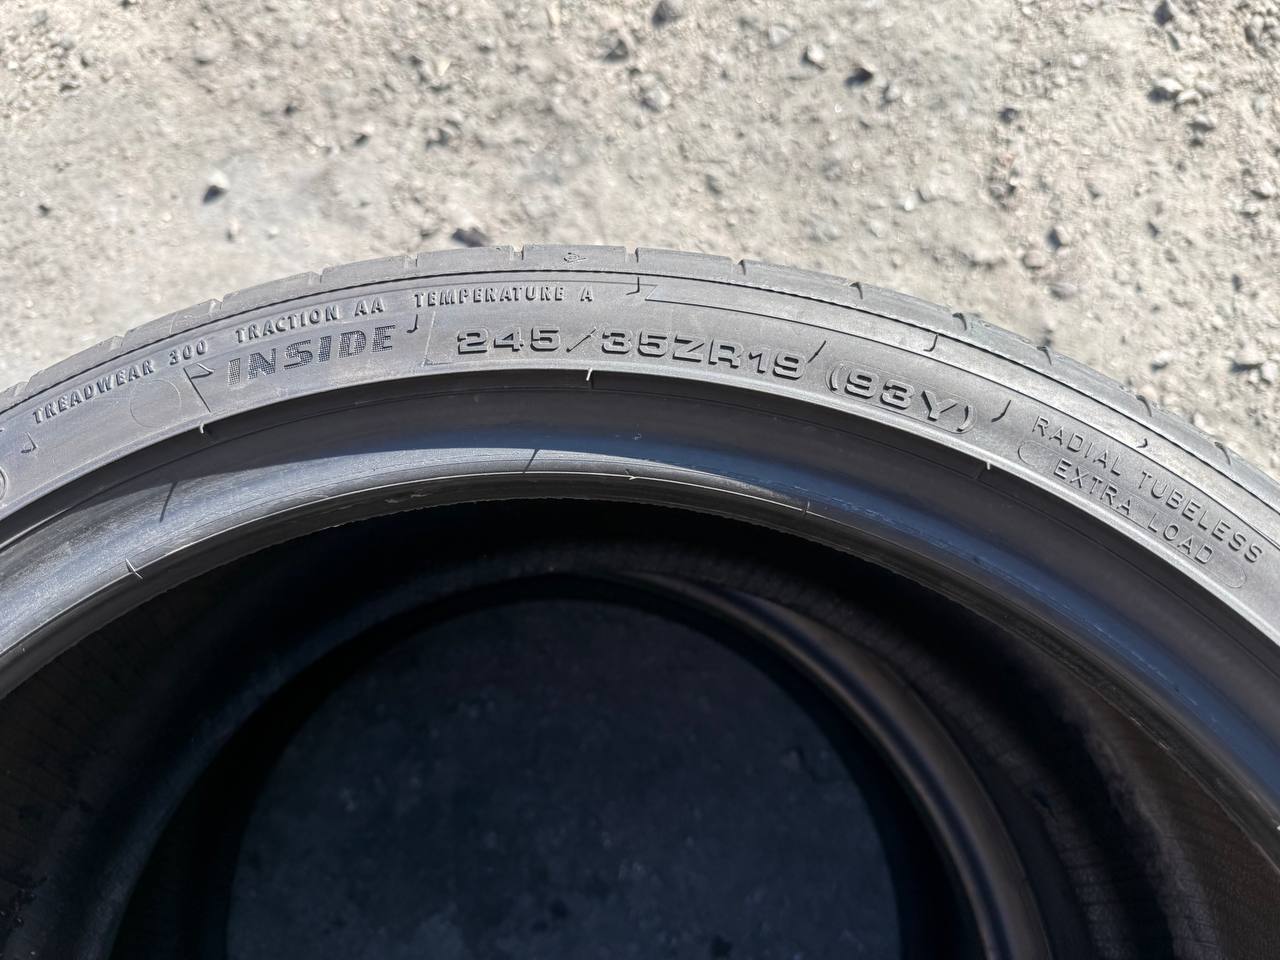 TREADWEAR 300 TRACTION AA TEMPERATURE A
INSIDE
245/35ZR19 (93Y)
RADIAL TUBELESS
EXTRA LOAD